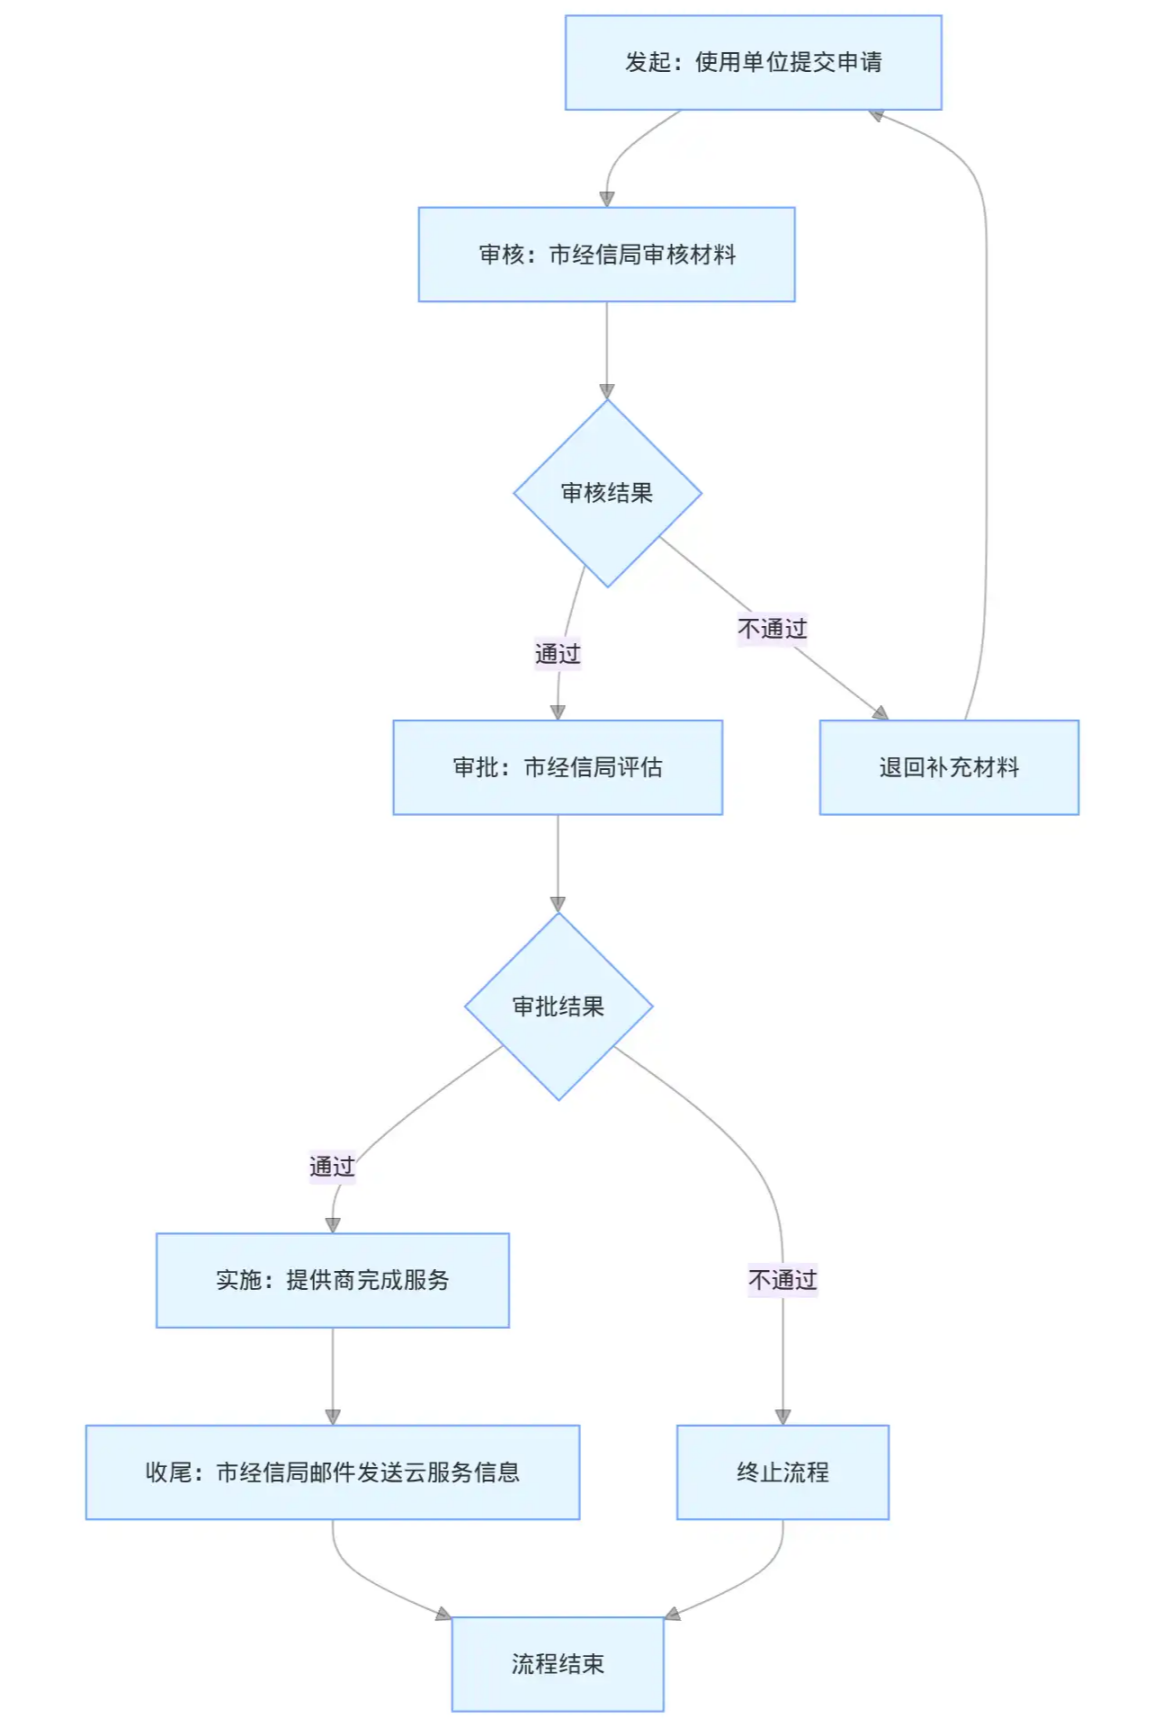 发起：使用单位提交申请
审核：市经信局审核材料
审核结果
不通过
通过
审批：市经信局评估
退回补充材料
审批结果
通过
实施：提供商完成服务
不通过
收尾：市经信局邮件发送云服务信息
终止流程
流程结束